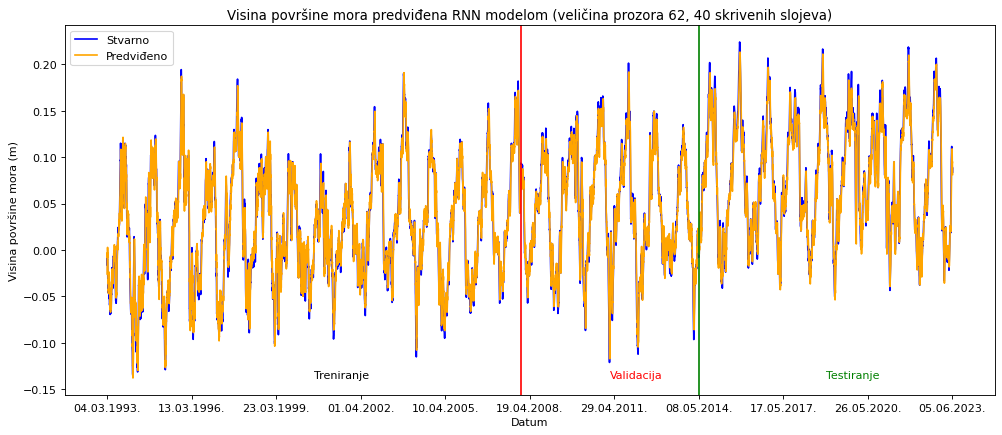 Visina površine mora predviđena RNN modelom (veličina prozora 62, 40 skrivenih slojeva)
Stvarno
Predviđeno
Visina površine mora (m)
0.20
0.15
0.10
0.05
0.00
−0.05
−0.10
−0.15
Treniranje
Validacija
Testiranje
04.03.1993.
13.03.1996.
23.03.1999.
01.04.2002.
10.04.2005.
19.04.2008.
29.04.2011.
08.05.2014.
17.05.2017.
26.05.2020.
05.06.2023.
Datum